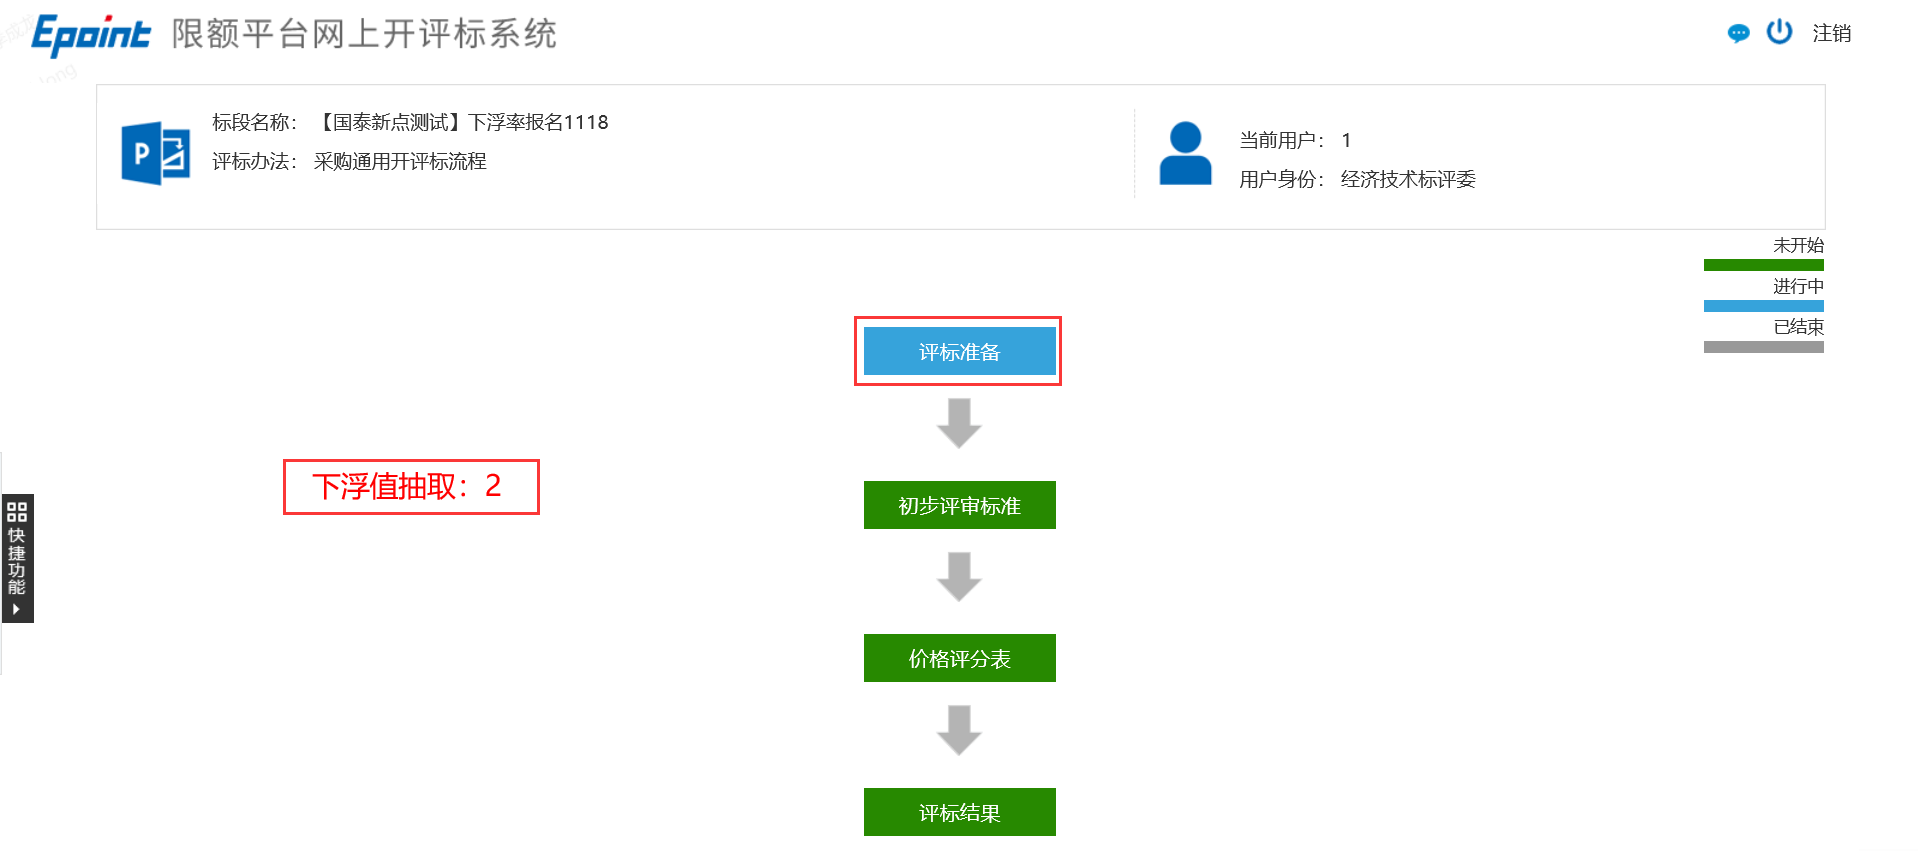 Epoint 限额平台网上开评标系统
注销
标段名称： 【国泰新点测试】下浮率报名1118
评标办法： 采购通用开评标流程
当前用户： 1
用户身份： 经济技术标评委
未开始
进行中
已结束
评标准备
下浮值抽取：2
初步评审标准
快捷功能
价格评分表
评标结果